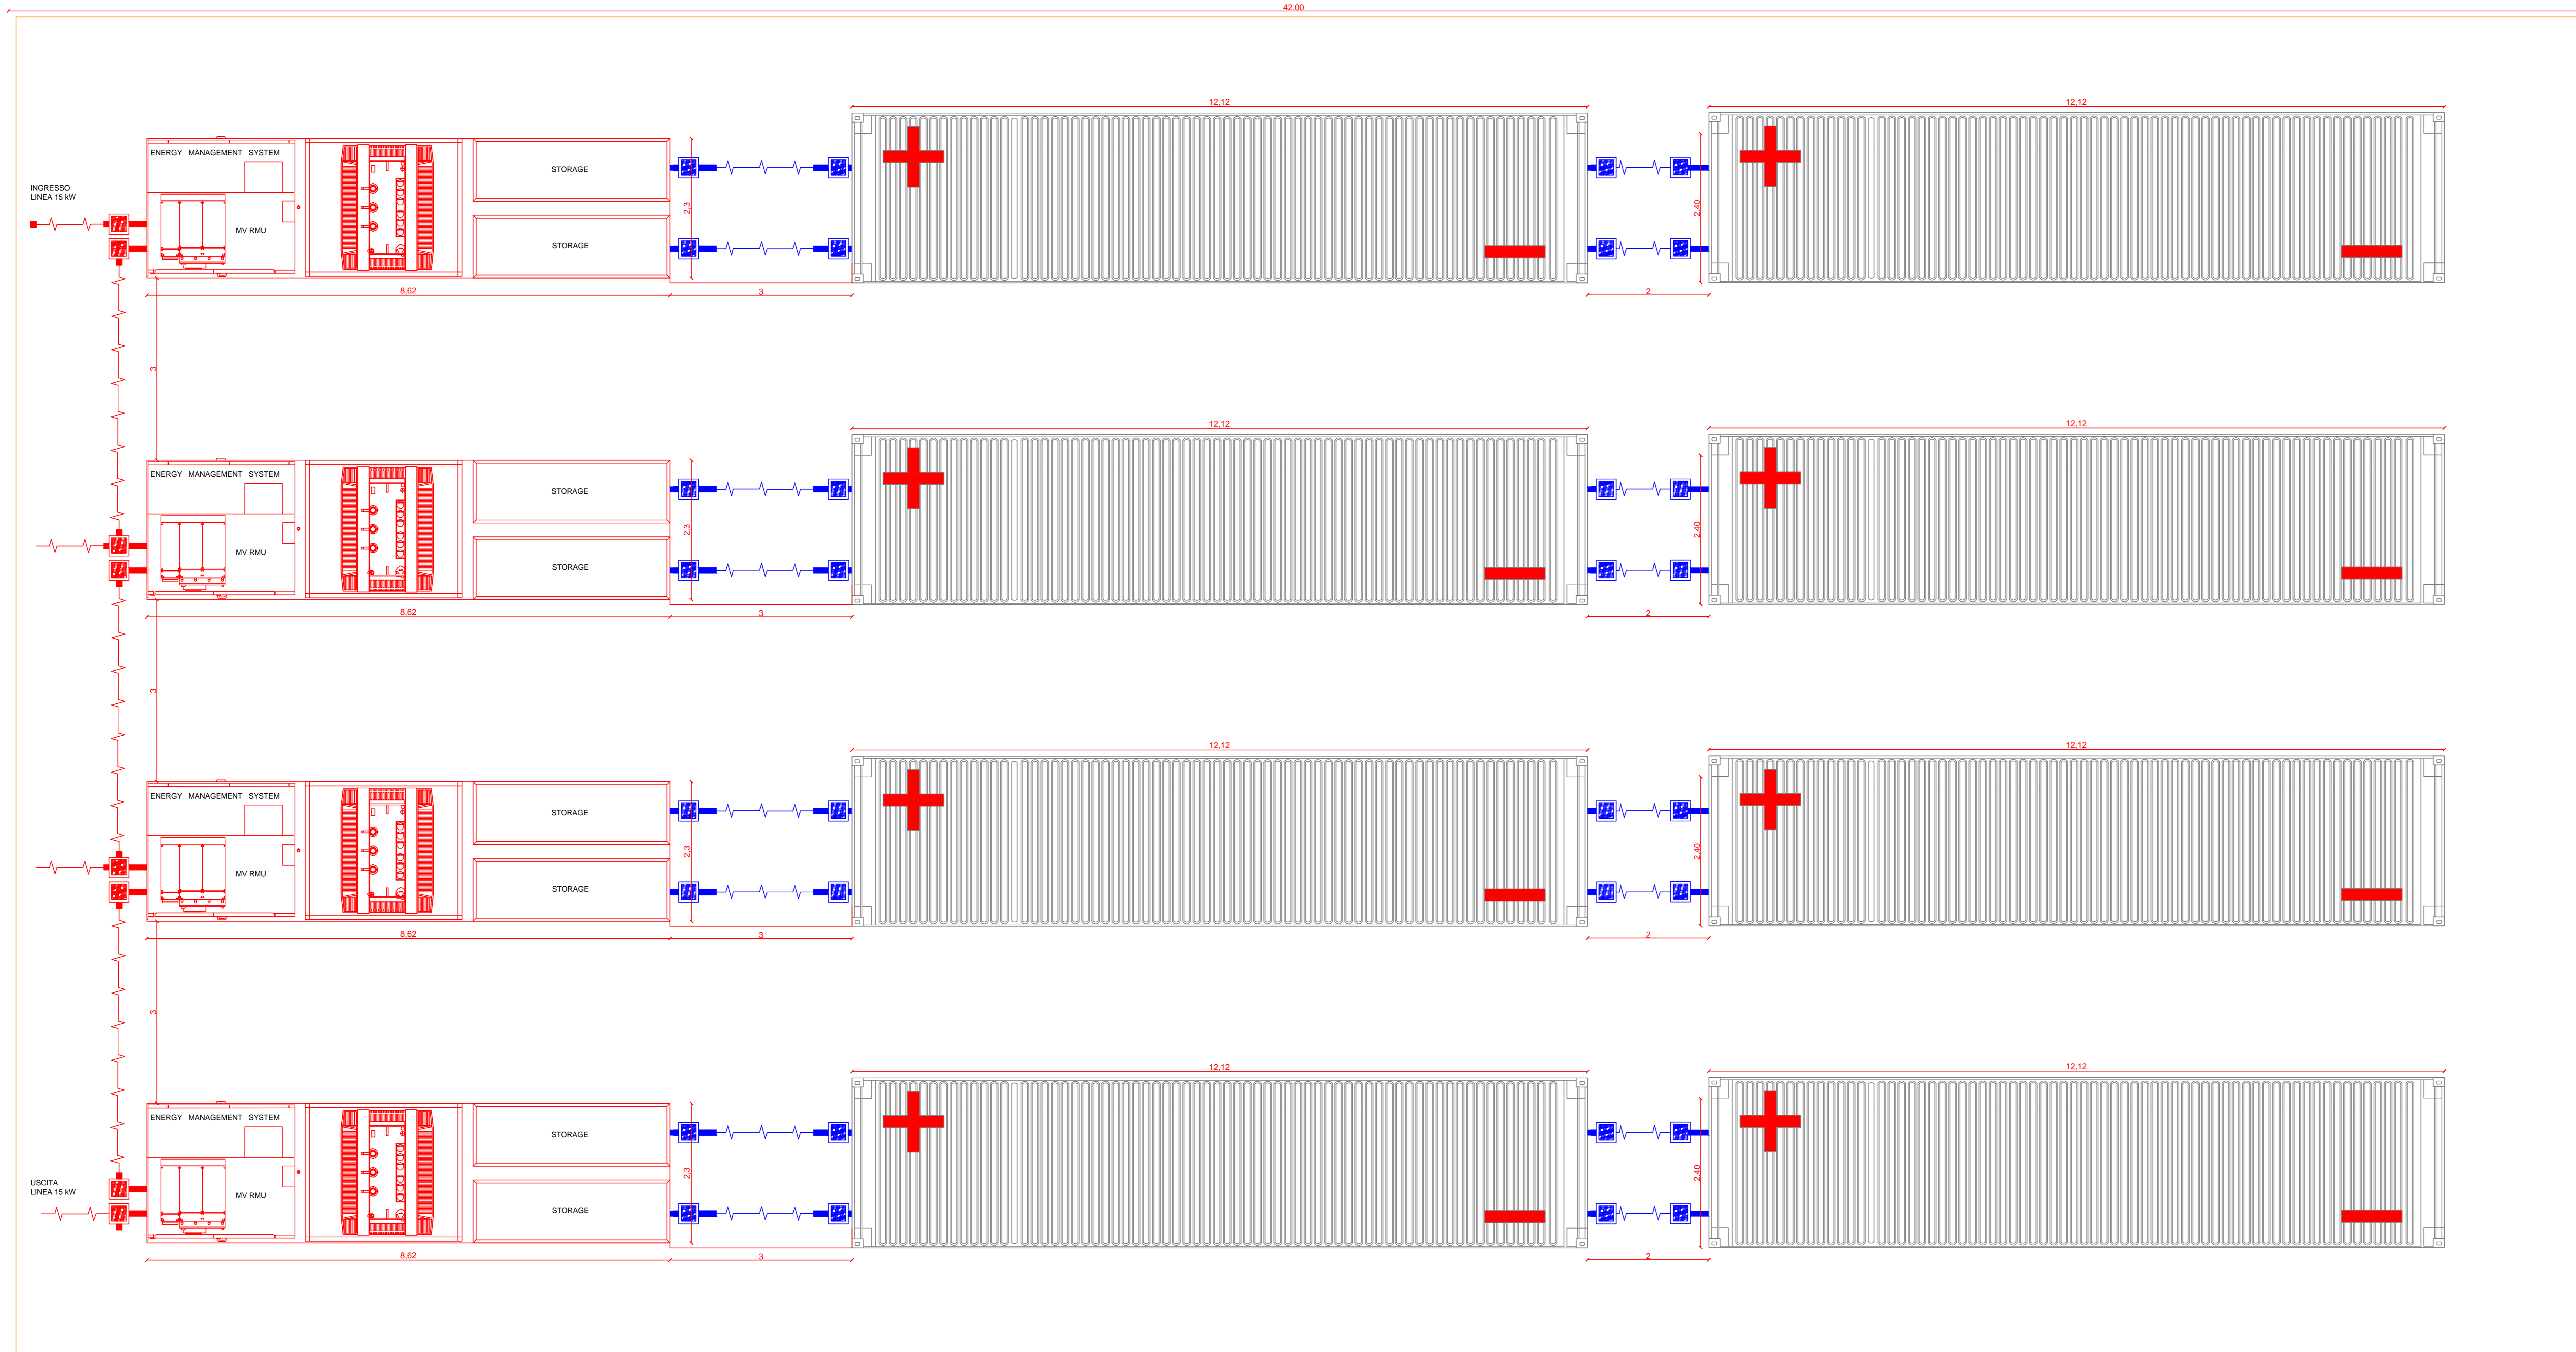 42.00
12,12
12,12
ENERGY MANAGEMENT SYSTEM
STORAGE
INGRESSO
LINEA 15 kW
2,3
2,40
MV RMU
STORAGE
8,62
3
2
3
12,12
12,12
ENERGY MANAGEMENT SYSTEM
STORAGE
2,3
2,40
MV RMU
STORAGE
8,62
3
2
3
12,12
12,12
ENERGY MANAGEMENT SYSTEM
STORAGE
2,3
2,40
MV RMU
STORAGE
8,62
3
2
3
12,12
12,12
ENERGY MANAGEMENT SYSTEM
STORAGE
2,3
2,40
USCITA
LINEA 15 kW
MV RMU
STORAGE
8,62
3
2